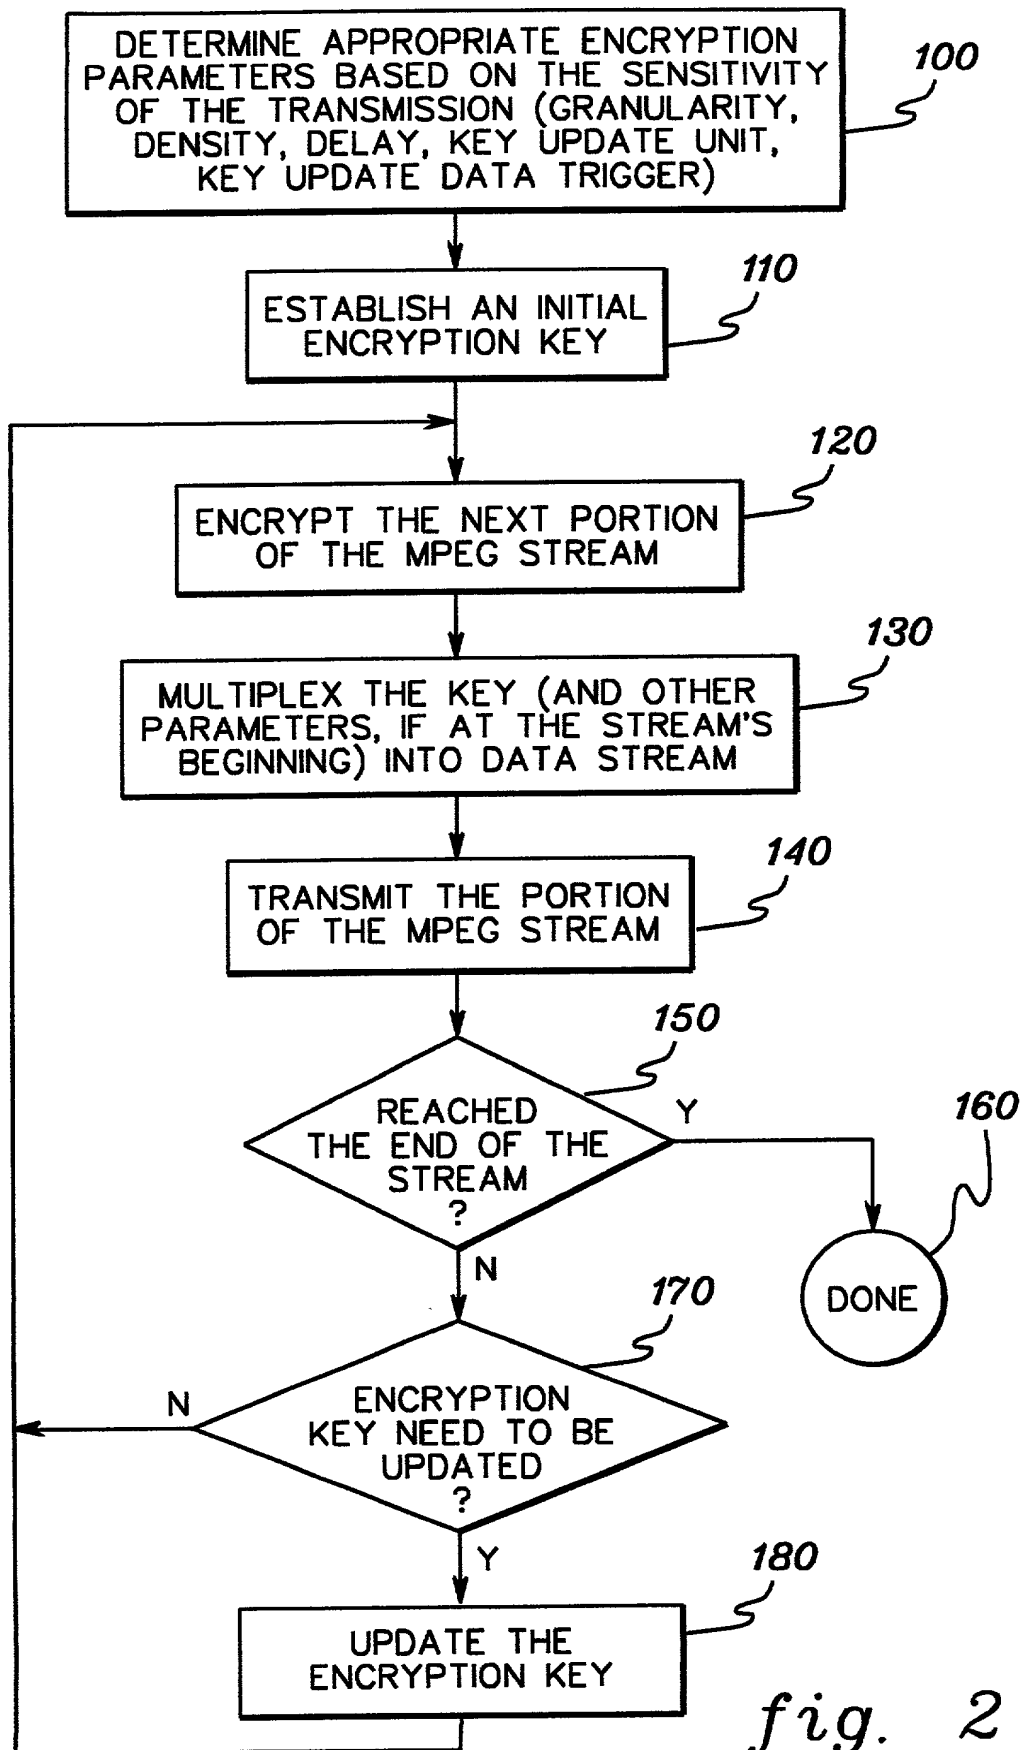 DETERMINE APPROPRIATE ENCRYPTION
PARAMETERS BASED ON THE SENSITIVITY
OF THE TRANSMISSION (GRANULARITY,
DENSITY, DELAY, KEY UPDATE UNIT,
KEY UPDATE DATA TRIGGER)
100
ESTABLISH AN INITIAL
ENCRYPTION KEY
110
ENCRYPT THE NEXT PORTION
OF THE MPEG STREAM
120
MULTIPLEX THE KEY (AND OTHER
PARAMETERS, IF AT THE STREAM'S
BEGINNING) INTO DATA STREAM
130
TRANSMIT THE PORTION
OF THE MPEG STREAM
140
REACHED
THE END OF THE
STREAM
?
150
Y
160
DONE
N
ENCRYPTION
KEY NEED TO BE
UPDATED
?
170
N
Y
UPDATE THE
ENCRYPTION KEY
180
fig. 2